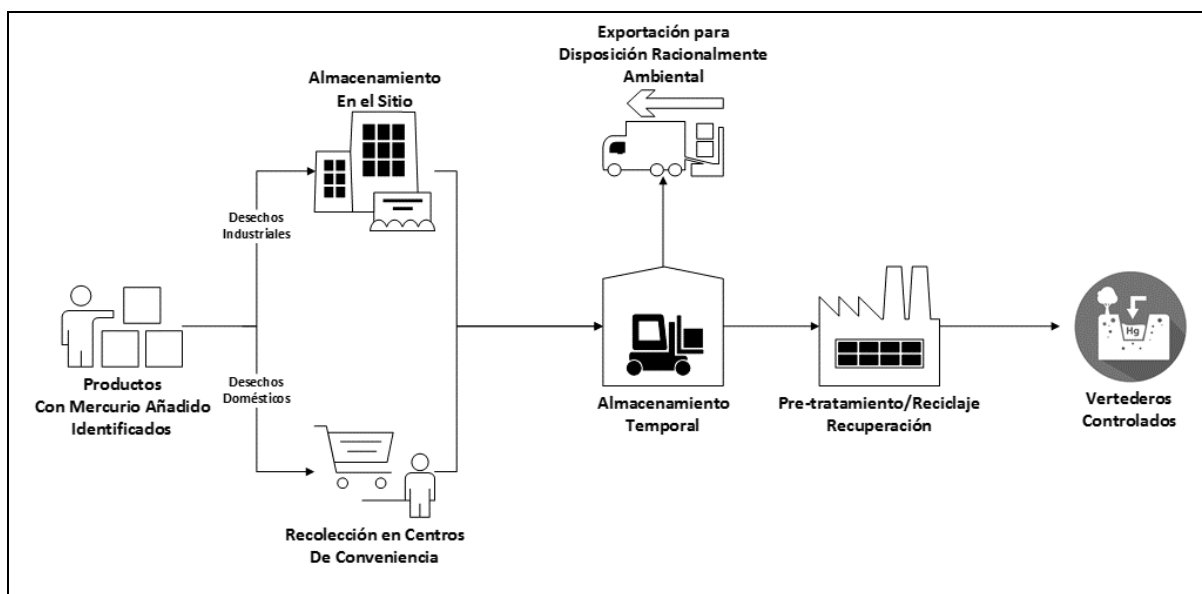 Exportación para
Disposición Racionalmente
Ambiental
Almacenamiento
En el Sitio
Desechos
Industriales
Productos
Con Mercurio Añadido
Identificados
Desechos
Domésticos
Recolección en Centros
De Conveniencia
Almacenamiento
Temporal
Pre-tratamiento/Reciclaje
Recuperación
Hg
Vertederos
Controlados